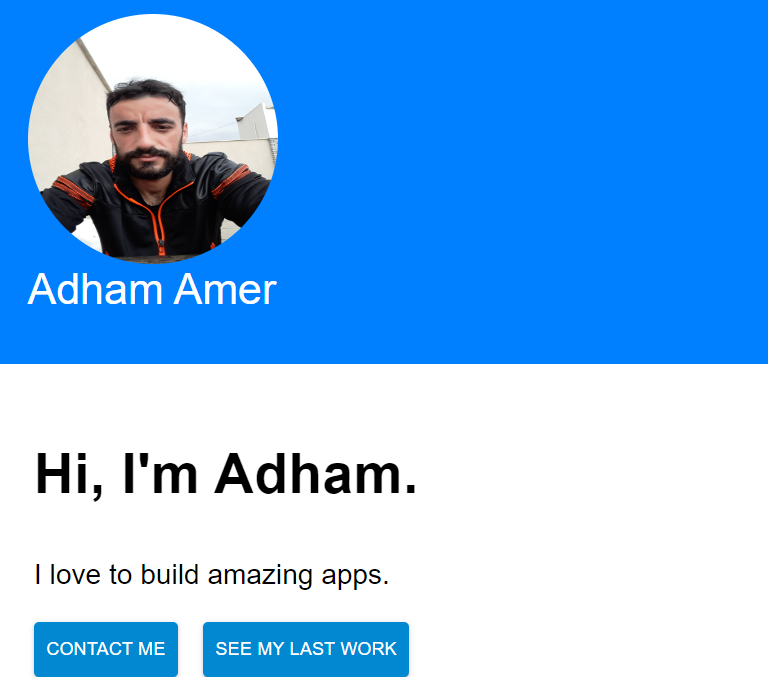 Adham Amer
Hi, I'm Adham.
I love to build amazing apps.
CONTACT ME SEE MY LAST WORK